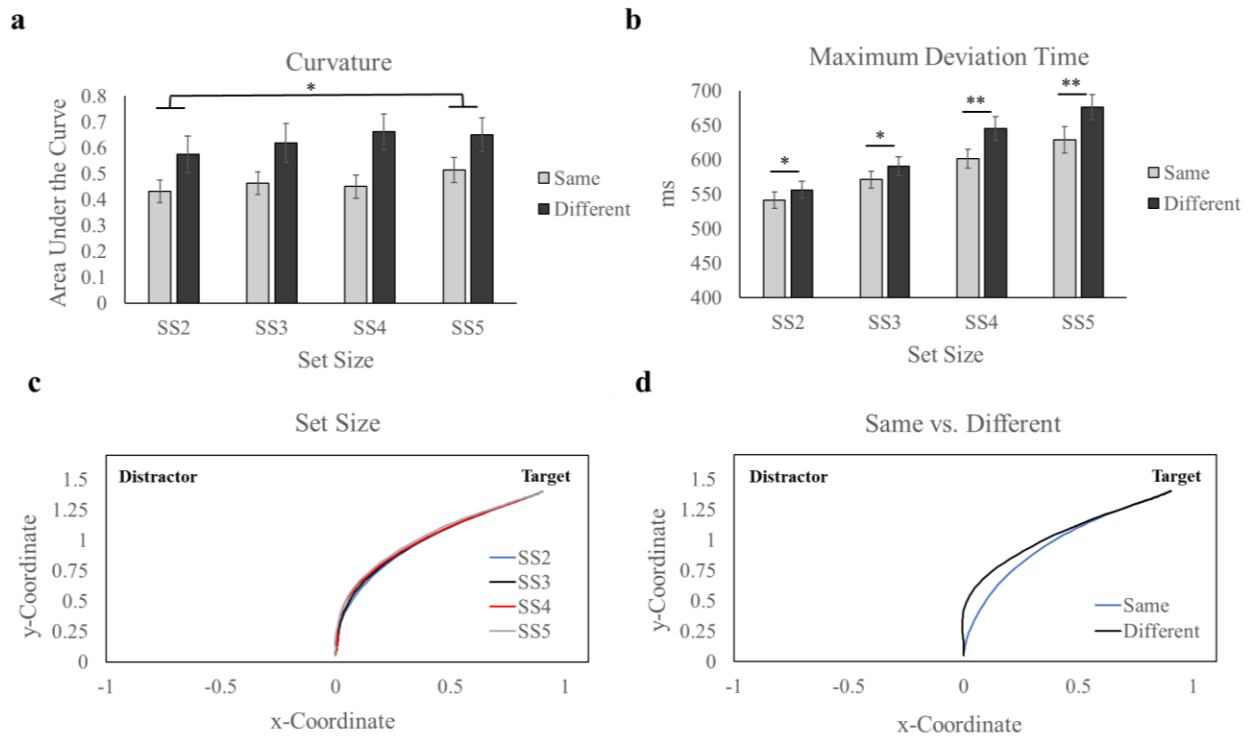 a
Curvature
*
0.8
0.7
0.6
0.5
0.4
0.3
0.2
0.1
0
Area Under the Curve
SS2 SS3 SS4 SS5
Set Size
Same
Different
b
Maximum Deviation Time
700
650
600
550
500
450
400
ms
* * ** **
SS2 SS3 SS4 SS5
Set Size
Same
Different
c
Set Size
Distractor Target
1.5
1.25
1
0.75
0.5
0.25
0
y-Coordinate
SS2
SS3
SS4
SS5
-1 -0.5 0 0.5 1
x-Coordinate
d
Same vs. Different
Distractor Target
1.5
1.25
1
0.75
0.5
0.25
0
y-Coordinate
Same
Different
-1 -0.5 0 0.5 1
x-Coordinate